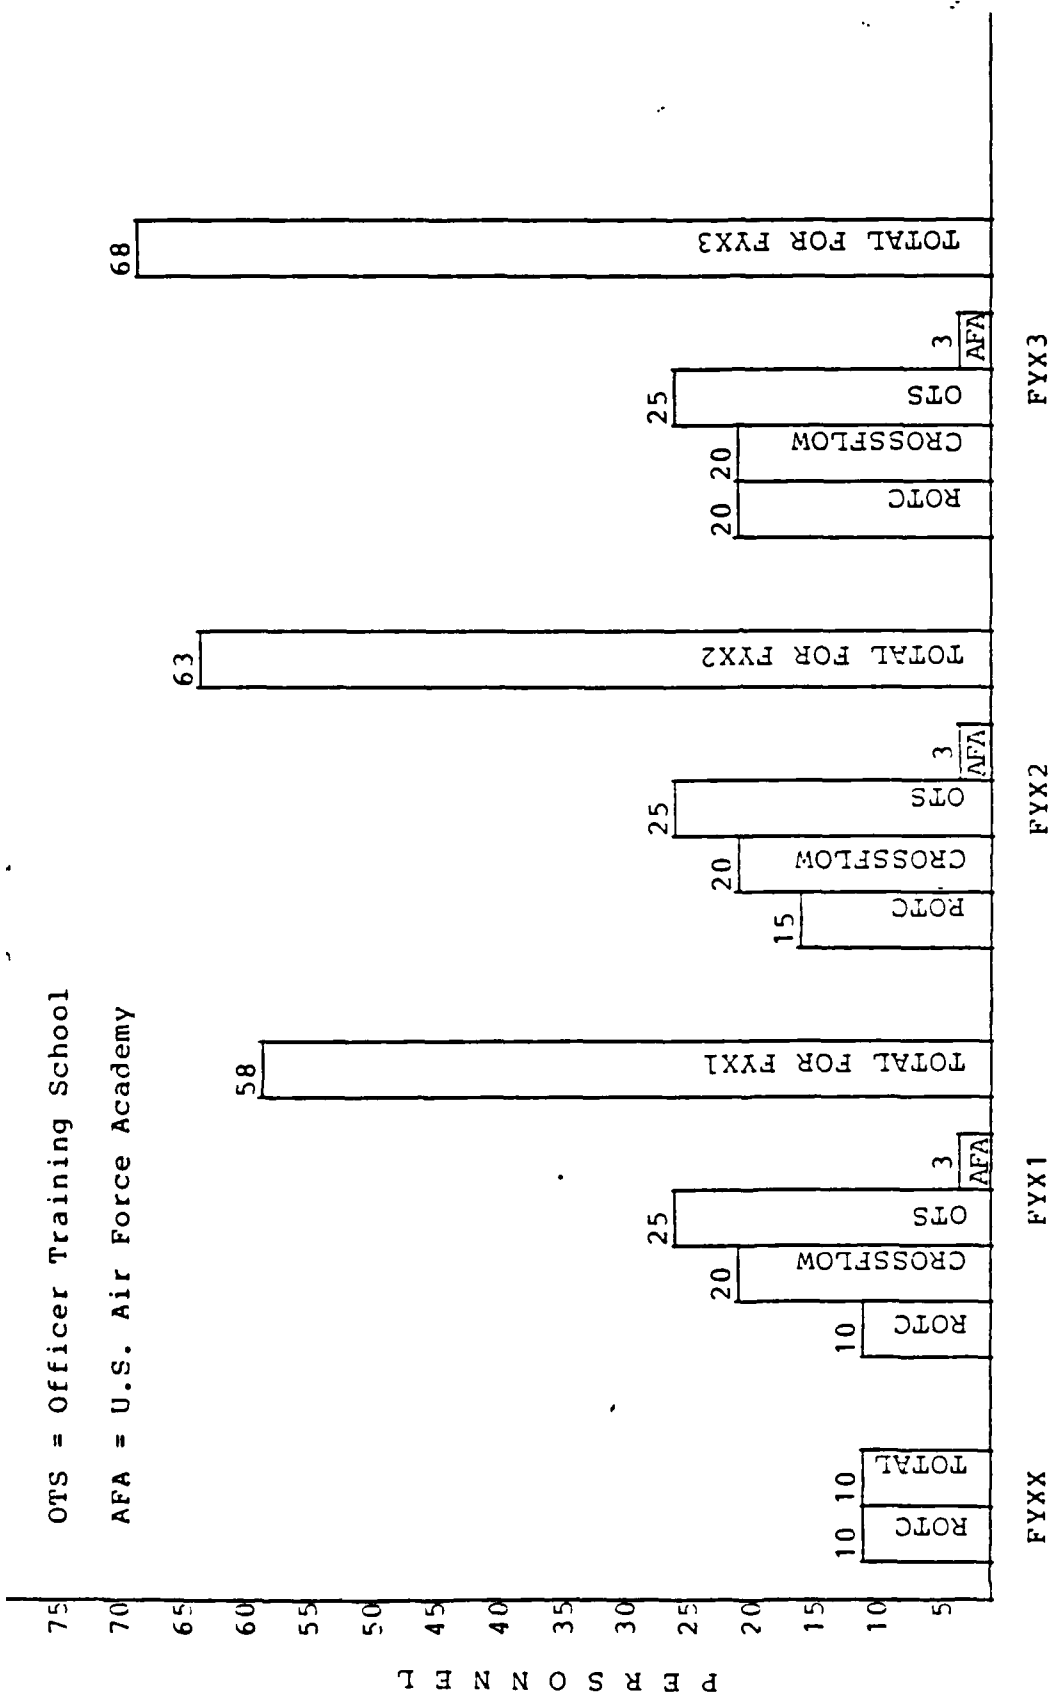 OTS = Officer Training School
AFA = U.S. Air Force Academy
PERSONNEL
75
70
65
60
55
50
45
40
35
30
25
20
15
10
5
10
ROTC
10
TOTAL
FYXX
10
ROTC
20
CROSSFLOW
25
OTS
3
AFA
58
TOTAL FOR FYX1
FYX1
15
ROTC
20
CROSSFLOW
25
OTS
3
AFA
63
TOTAL FOR FYX2
FYX2
20
ROTC
20
CROSSFLOW
25
OTS
3
AFA
68
TOTAL FOR FYX3
FYX3